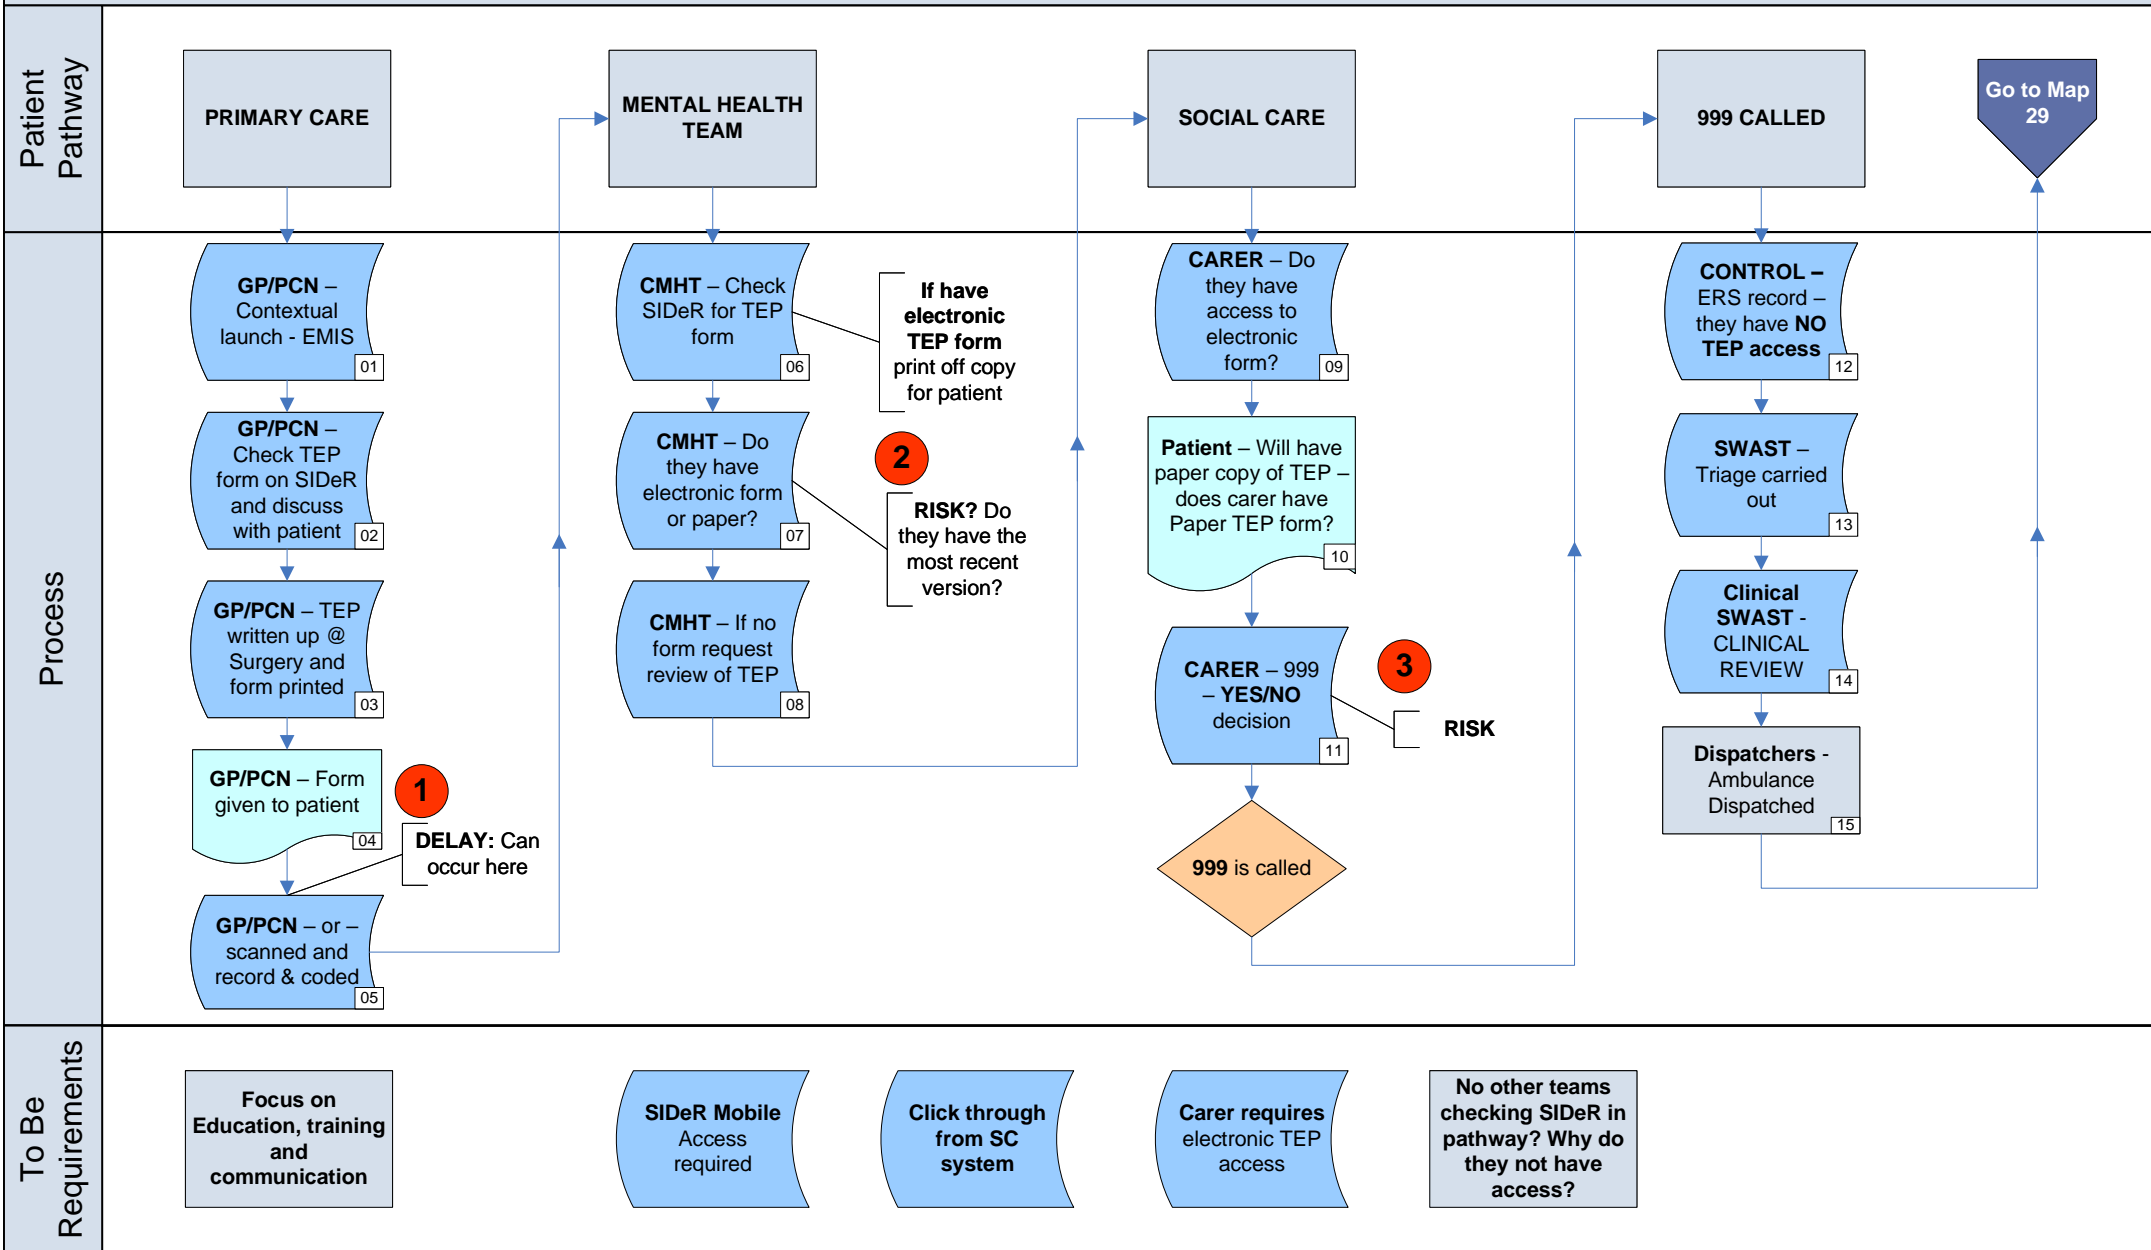 Patient
Pathway
PRIMARY CARE
MENTAL HEALTH
TEAM
SOCIAL CARE
999 CALLED
Go to Map
29
Process
GP/PCN –
Contextual
launch - EMIS
01
GP/PCN –
Check TEP
form on SIDeR
and discuss
with patient
02
GP/PCN – TEP
written up @
Surgery and
form printed
03
GP/PCN – Form
given to patient
04
1
DELAY: Can
occur here
GP/PCN – or –
scanned and
record & coded
05
CMHT – Check
SIDeR for TEP
form
06
If have
electronic
TEP form
print off copy
for patient
CMHT – Do
they have
electronic form
or paper?
07
2
RISK? Do
they have the
most recent
version?
CMHT – If no
form request
review of TEP
08
CARER – Do
they have
access to
electronic
form?
09
Patient – Will have
paper copy of TEP –
does carer have
Paper TEP form?
10
CARER – 999
– YES/NO
decision
11
3
RISK
999 is called
CONTROL –
ERS record –
they have NO
TEP access
12
SWAST –
Triage carried
out
13
Clinical
SWAST -
CLINICAL
REVIEW
14
Dispatchers -
Ambulance
Dispatched
15
To Be
Requirements
Focus on
Education, training
and
communication
SIDeR Mobile
Access
required
Click through
from SC
system
Carer requires
electronic TEP
access
No other teams
checking SIDeR in
pathway? Why do
they not have
access?